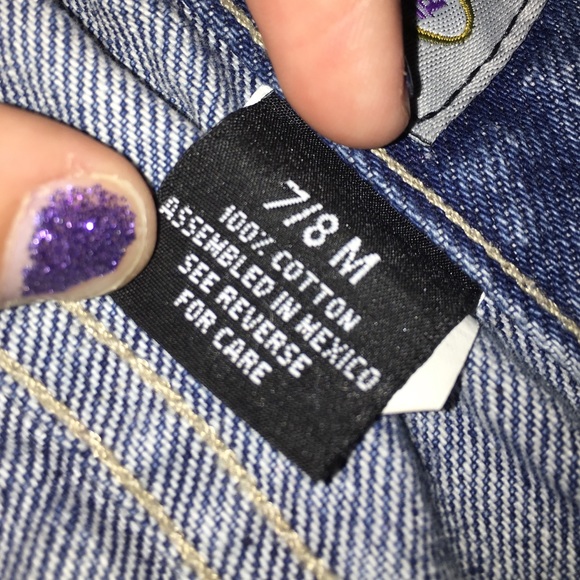 7/8 M
100% COTTON
ASSEMBLED IN MEXICO
SEE REVERSE
FOR CARE